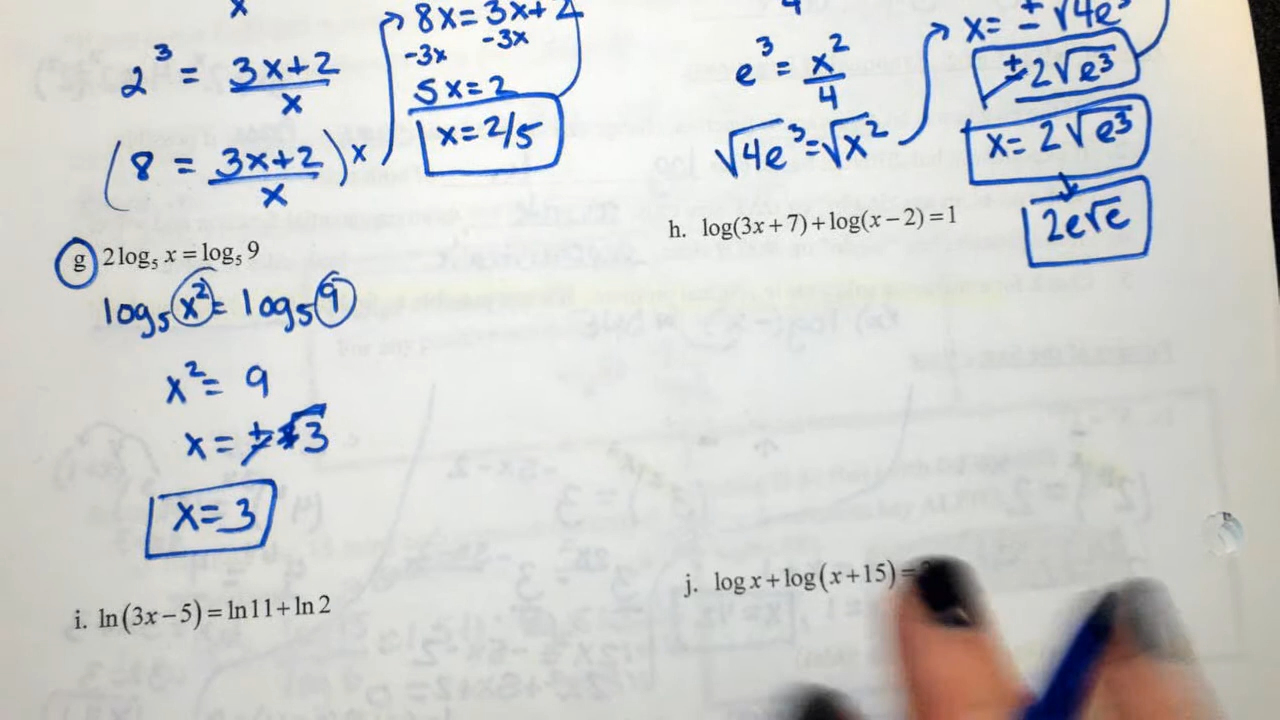 x
2³ = 3x+2 / x
(8 = 3x+2 / x) x
8x = 3x+2
-3x -3x
5x = 2
x = 2/5
4
e³ = x² / 4
√4e³ = √x²
x = ± √4e³
± 2√e³
x = 2√e³
2e√e
g 2log₅ x = log₅ 9
log₅ x² = log₅ 9
x² = 9
x = ± 3
x = 3
h. log(3x+7)+log(x−2)=1
i. ln(3x−5)=ln11+ln2
j. log x+log(x+15)=